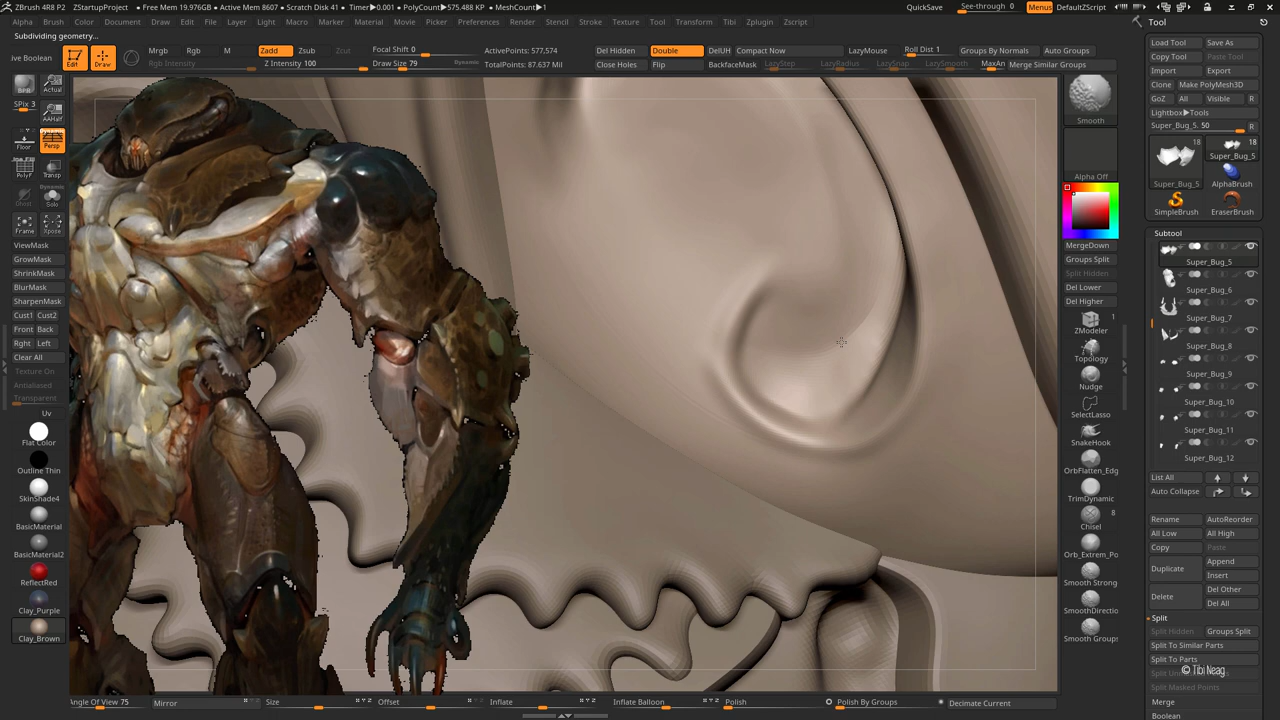 ZBrush 4R8 P2 ZStartupProject • Free Mem 19.976GB • Active Mem 8607 • Scratch Disk 41 • Timer▶0.001 • PolyCount▶575.488 KP • MeshCount▶1 QuickSave See-through 0 Menus DefaultZScript
Alpha Brush Color Document Draw Edit File Layer Light Macro Marker Material Movie Picker Preferences Render Stencil Stroke Texture Tool Transform Zplugin Zscript
Subdividing geometry...
ive Boolean
Edit
Draw
Mrgb Rgb M Zadd Zsub Zcut Focal Shift 0 ActivePoints: 577,574 Del Hidden Double DelUH Compact Now LazyMouse Roll Dist 1 Groups By Normals Auto Groups
Rgb Intensity Z Intensity 100 Draw Size 79 Dynamic TotalPoints: 87.637 Mil Close Holes Flip BackfaceMask LazyStep LazyRadius LazySnap LazySmooth MaxAn Merge Similar Groups
BPR
Actual
SPix 3
AAHalf
Floor
Dynamic
Persp
PolyF
Transp
Ghost
Dynamic
Solo
Frame
Xpose
ViewMask
GrowMask
ShrinkMask
BlurMask
SharpenMask
Cust1 Cust2
Front Back
Rght Left
Clear All
Texture On
Antialiased
Transparent
Uv
Flat Color
Outline Thin
SkinShade4
BasicMaterial
BasicMaterial2
ReflectRed
Clay_Purple
Clay_Brown
Smooth
Alpha Off
MergeDown
Groups Split
Split Hidden
Del Lower
Del Higher
1
ZModeler
Topology
Nudge
SelectLasso
SnakeHook
OrbFlatten_Edg
TrimDynamic
8
Chisel
Orb_Extrem_Po
Smooth Strong
SmoothDirectio
Smooth Groups
Tool
Load Tool Save As
Copy Tool Paste Tool
Import Export
Clone Make PolyMesh3D
GoZ All Visible R
Lightbox▶Tools
Super_Bug_5. 50 R
18
18
Super_Bug_5
Super_Bug_5
AlphaBrush
SimpleBrush
EraserBrush
Subtool
Super_Bug_5
Super_Bug_6
Super_Bug_7
Super_Bug_8
Super_Bug_9
Super_Bug_10
Super_Bug_11
Super_Bug_12
List All
Auto Collapse
Rename AutoReorder
All Low All High
Copy Paste
Duplicate
Append
Insert
Delete
Del Other
Del All
Split
Split Hidden Groups Split
Split To Similar Parts
Split To Parts
© Tibi Neag
Split Masked Points
Merge
Boolean
Angle Of View 75 Mirror Size Offset Inflate Inflate Balloon Polish Polish By Groups Decimate Current